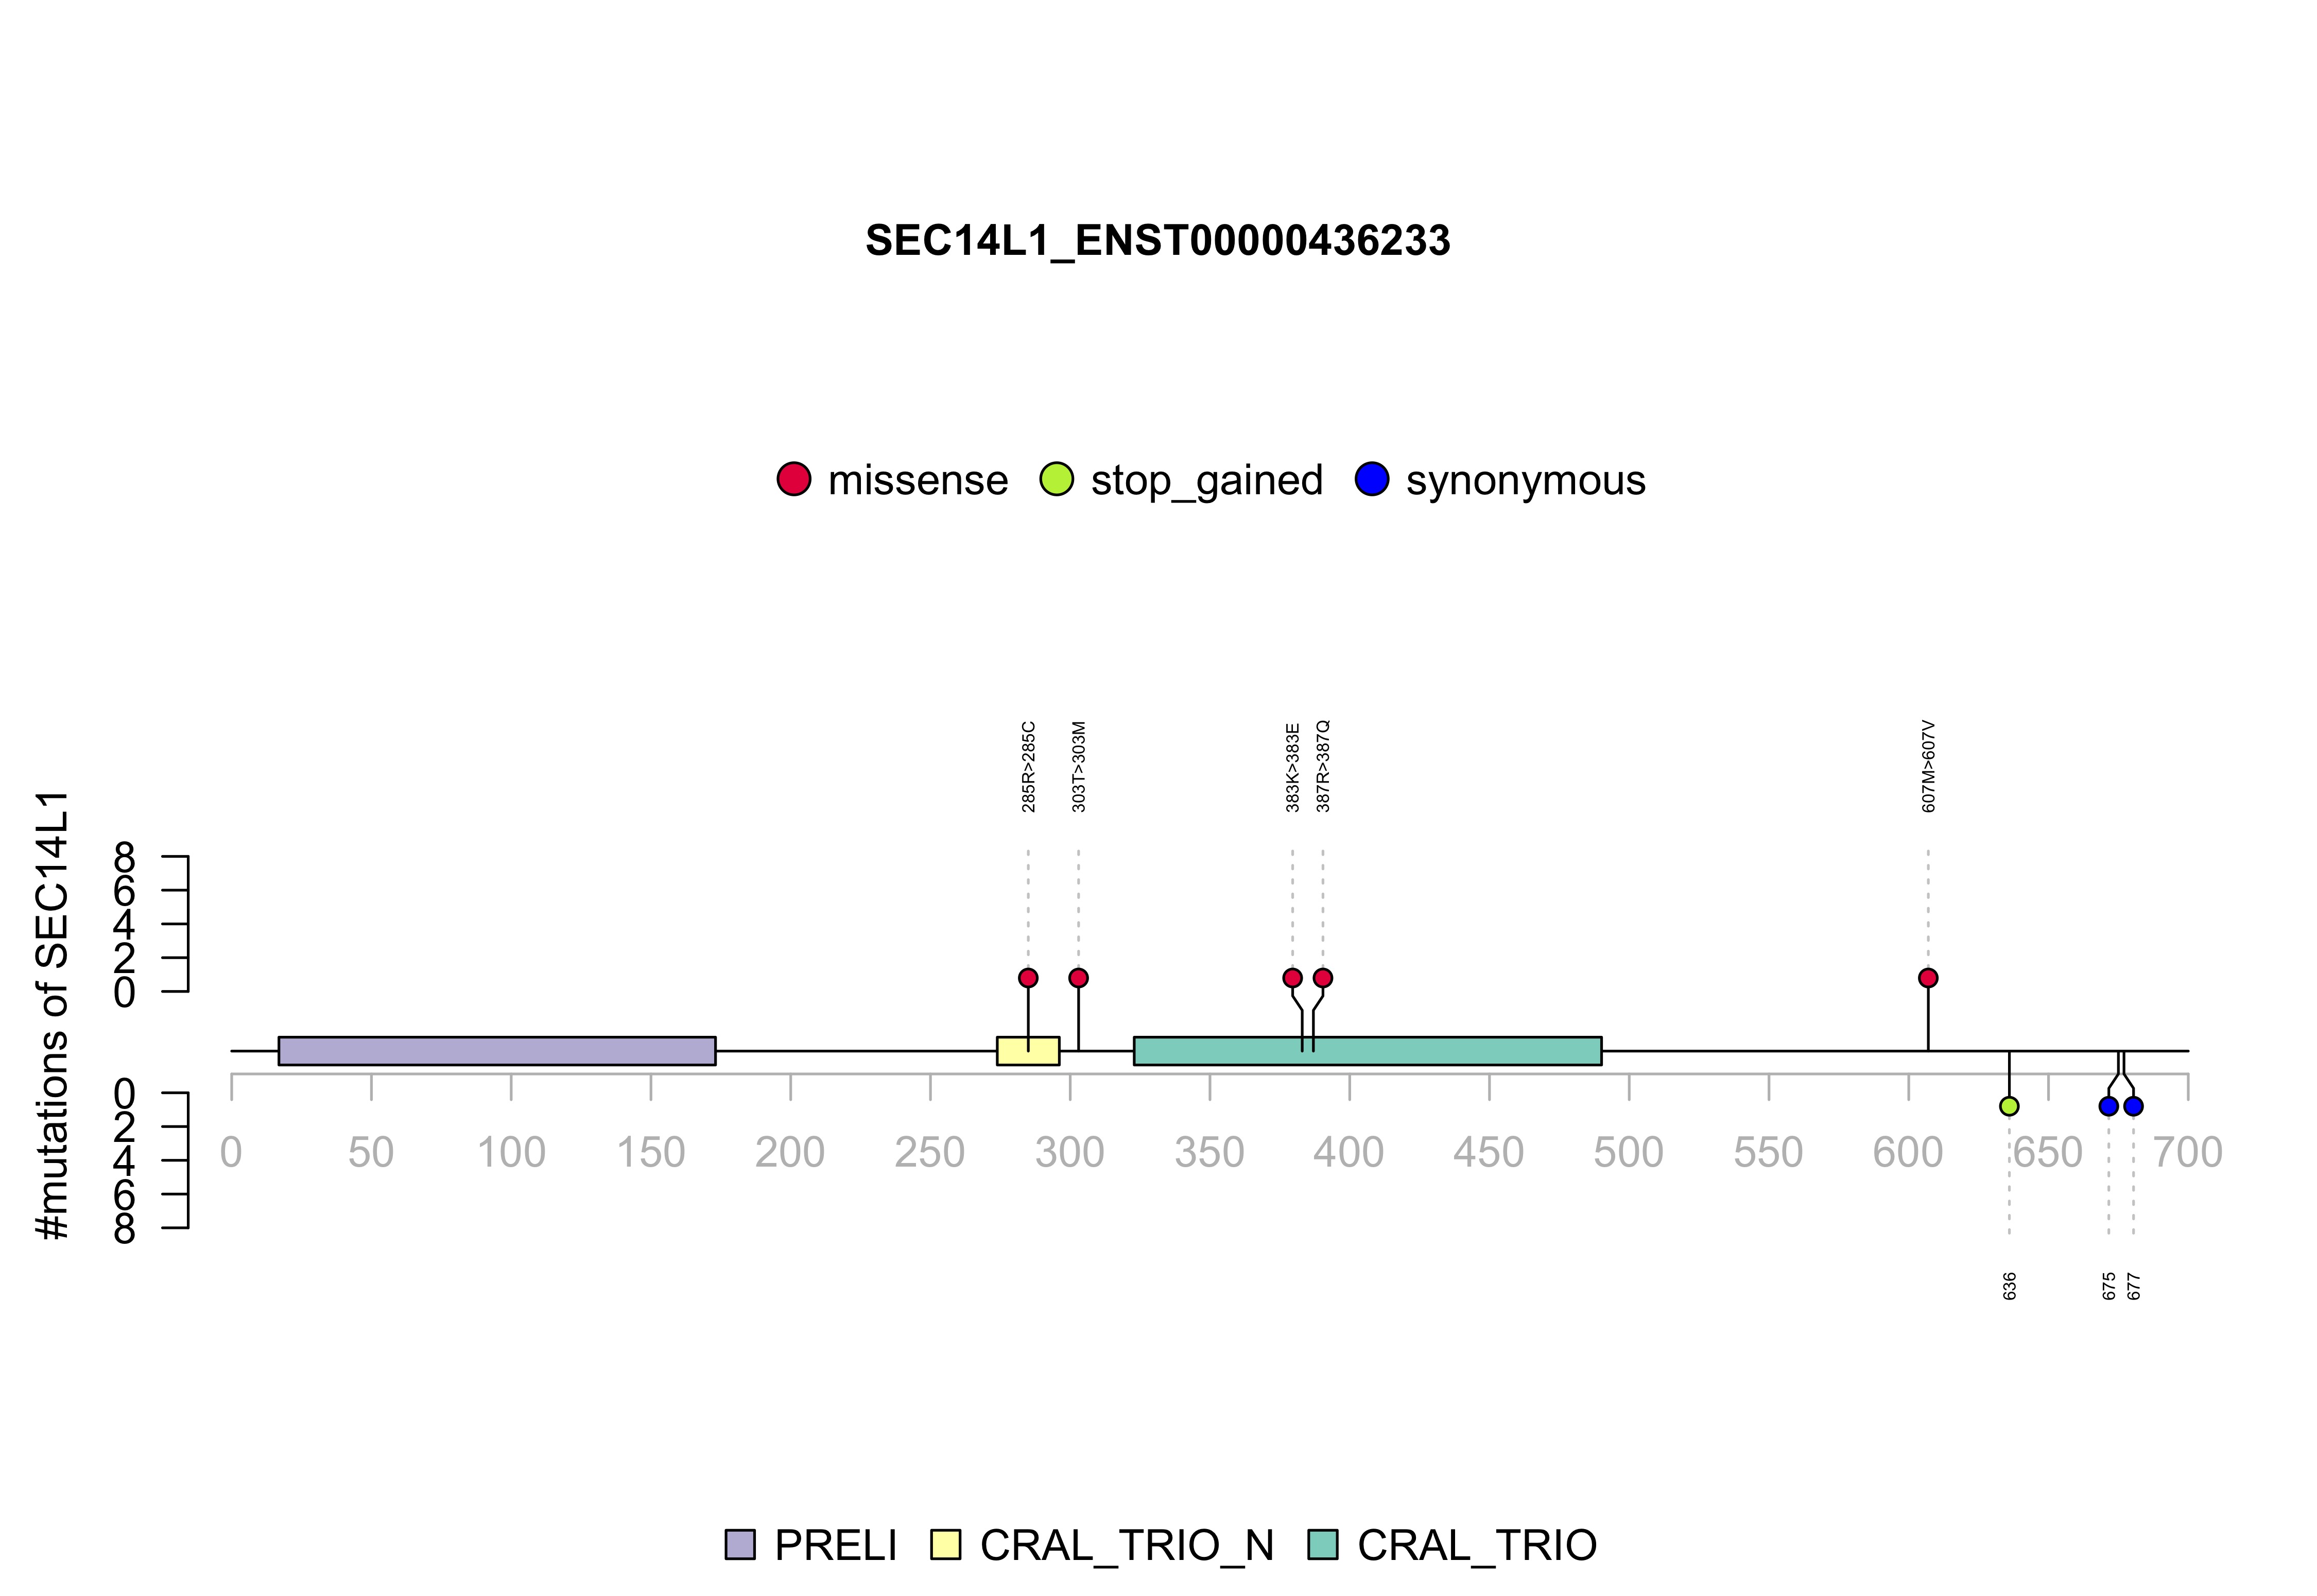 SEC14L1_ENST00000436233
missense stop_gained synonymous
285R>285C
303T>303M
383K>383E
387R>387Q
607M>607V
#mutations of SEC14L1
8
6
4
2
0
0
2
4
6
8
0 50 100 150 200 250 300 350 400 450 500 550 600 650 700
636
675
677
PRELI CRAL_TRIO_N CRAL_TRIO